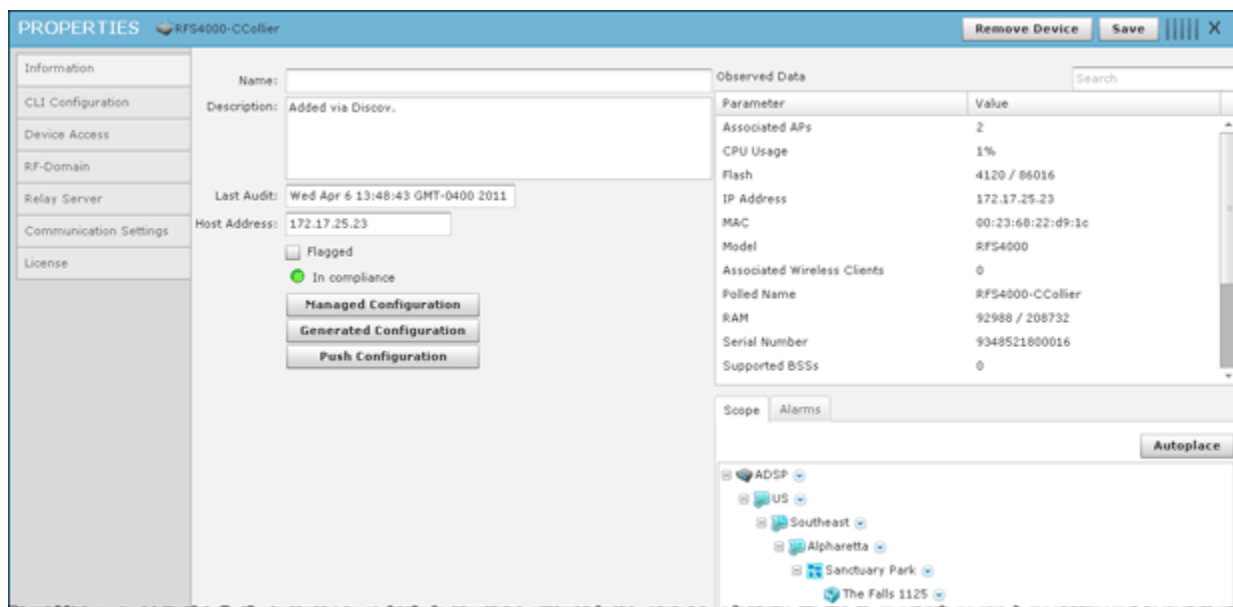 PROPERTIES RFS4000-CCollier
Remove Device
Save
X
Information
CLI Configuration
Device Access
RF-Domain
Relay Server
Communication Settings
License
Name:
Description: Added via Discov..
Last Audit: Wed Apr 6 13:48:43 GMT-0400 2011
Host Address: 172.17.25.23
Flagged
In compliance
Managed Configuration
Generated Configuration
Push Configuration
Observed Data
Search
Parameter Value
Associated APs 2
CPU Usage 1%
Flash 4120 / 86016
IP Address 172.17.25.23
MAC 00:23:68:22:d9:1c
Model RFS4000
Associated Wireless Clients 0
Polled Name RFS4000-CCollier
RAM 92988 / 208732
Serial Number 9348521800016
Supported BSSs 0
Scope Alarms
Autoplace
ADSP
US
Southeast
Alpharetta
Sanctuary Park
The Falls 1125